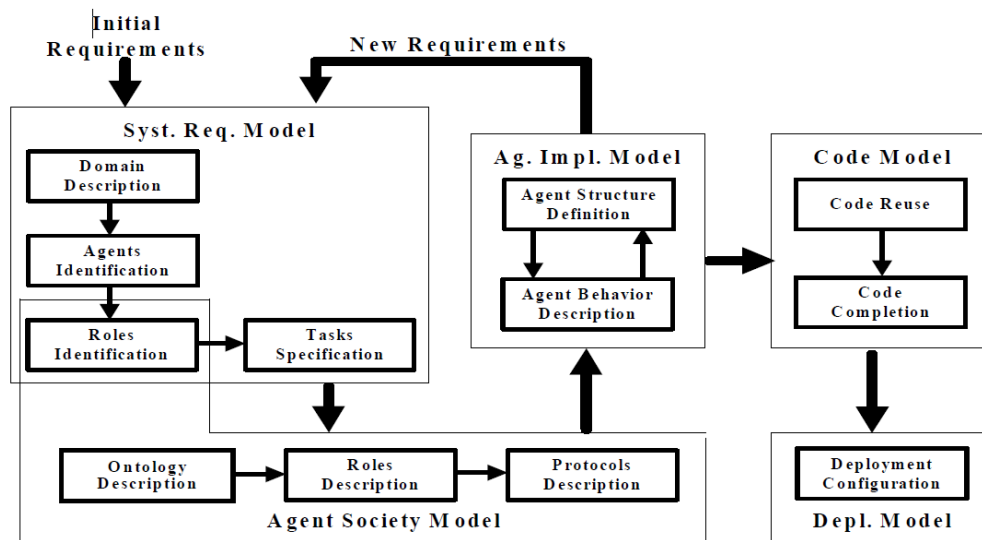 Initial
Requirements
New Requirements
Syst. Req. Model
Domain
Description
Agents
Identification
Roles
Identification
Tasks
Specification
Ag. Impl. Model
Agent Structure
Definition
Agent Behavior
Description
Code Model
Code Reuse
Code
Completion
Ontology
Description
Roles
Description
Protocols
Description
Agent Society Model
Deployment
Configuration
Depl. Model